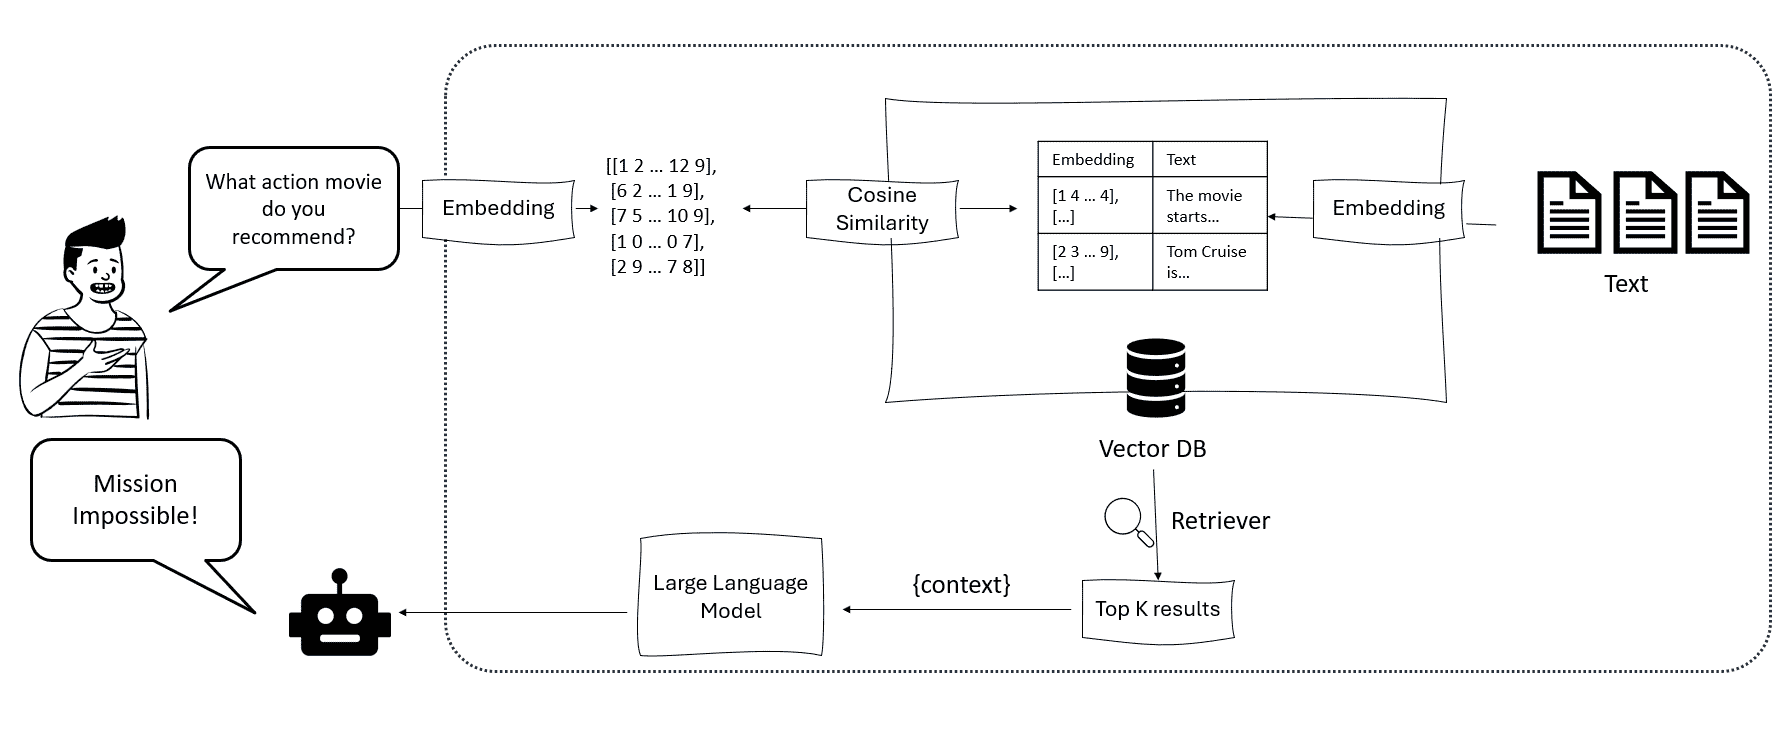 What action movie
do you
recommend?
Embedding
[[1 2 ... 12 9],
[6 2 ... 1 9],
[7 5 ... 10 9],
[1 0 ... 0 7],
[2 9 ... 7 8]]
Cosine
Similarity
Embedding
Text
[1 4 ... 4],
[...]
The movie
starts...
[2 3 ... 9],
[...]
Tom Cruise
is...
Embedding
Text
Vector DB
Retriever
Top K results
{context}
Large Language
Model
Mission
Impossible!